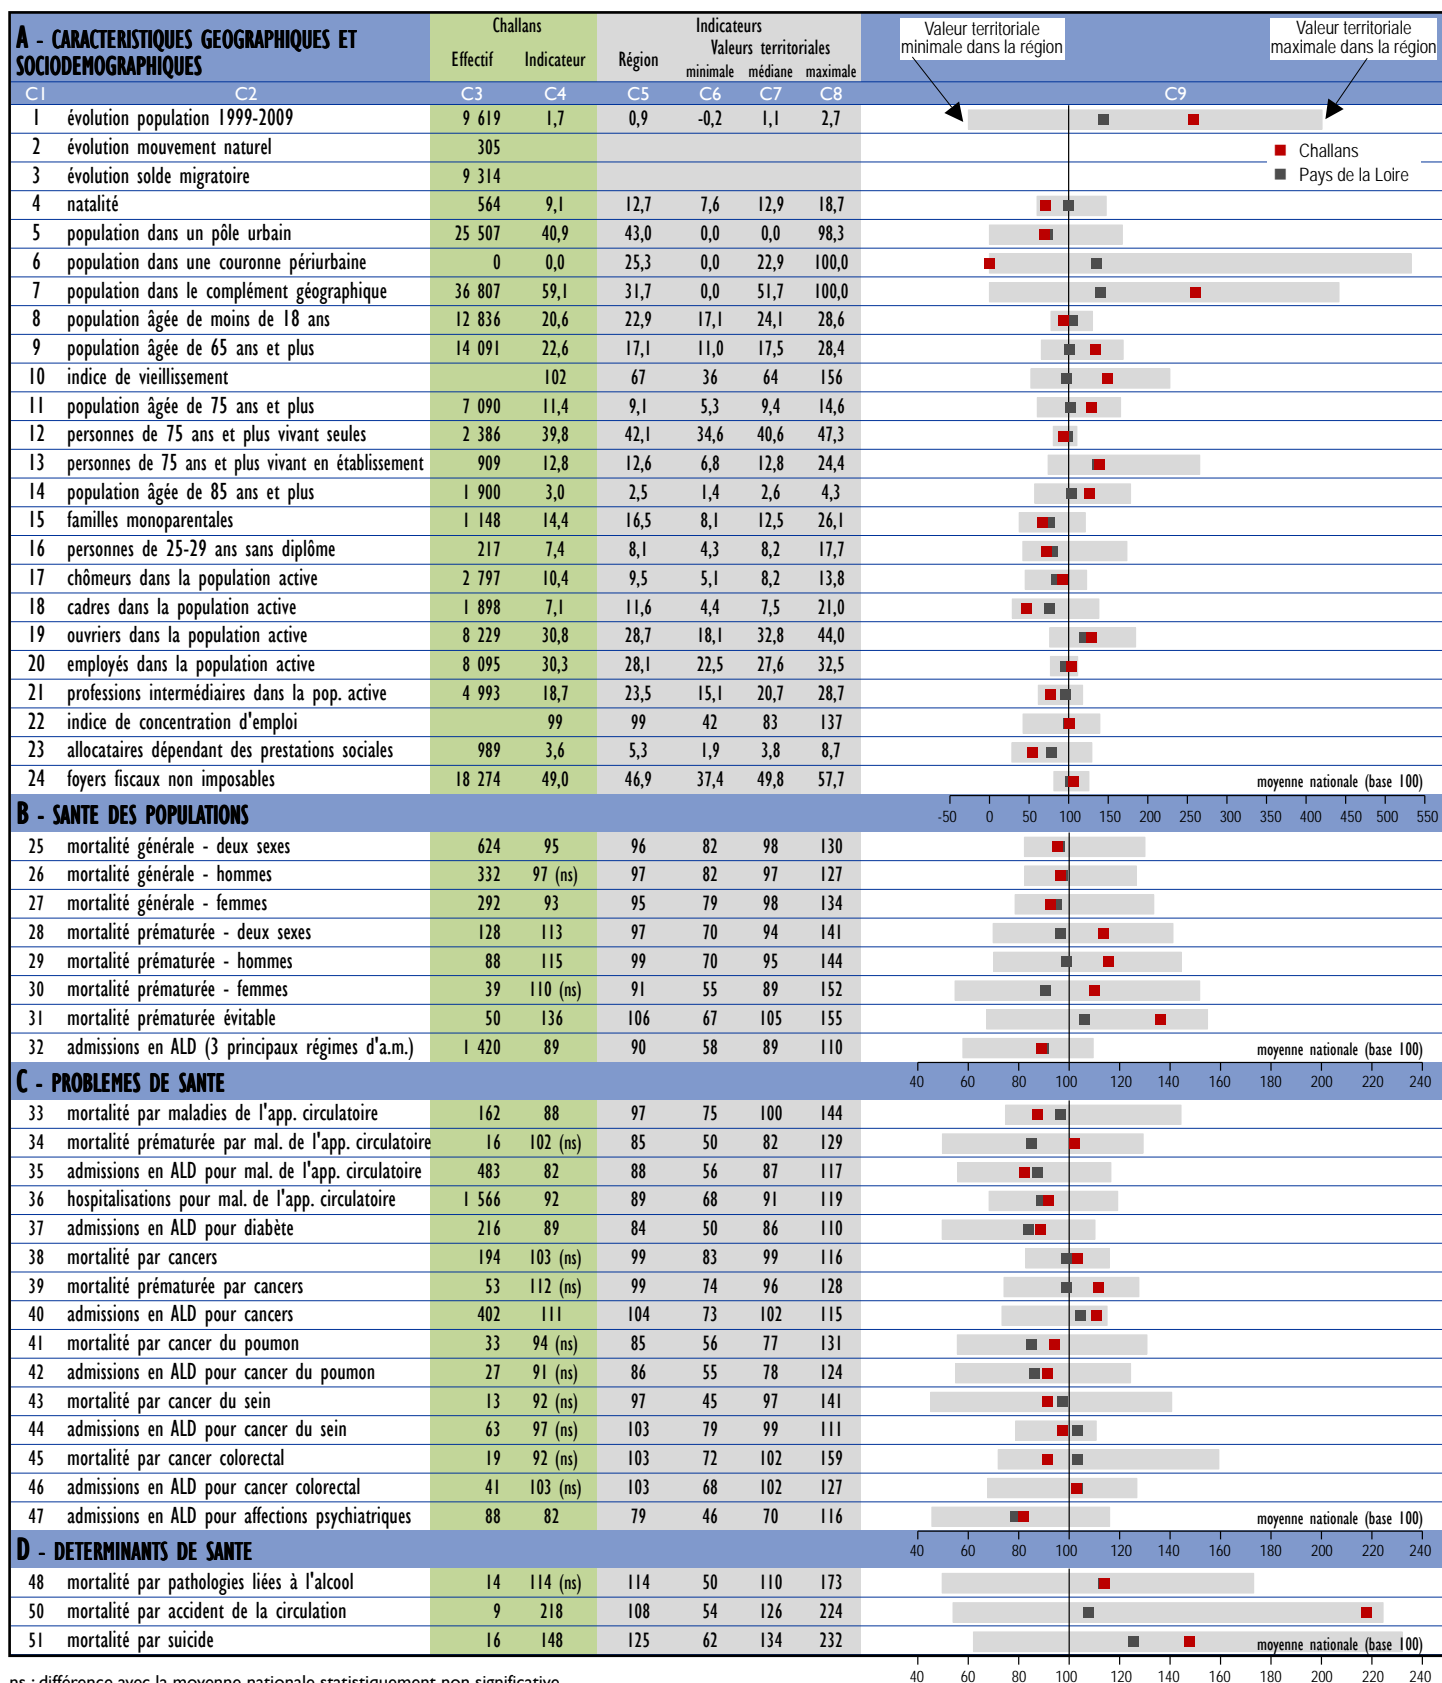 A - CARACTERISTIQUES GEOGRAPHIQUES ET SOCIODEMOGRAPHIQUES
Challans Indicateurs
Effectif Indicateur Région Valeurs territoriales
minimale médiane maximale
Valeur territoriale minimale dans la région
Valeur territoriale maximale dans la région
C1 C2 C3 C4 C5 C6 C7 C8 C9
1 évolution population 1999-2009 9 619 1,7 0,9 -0,2 1,1 2,7
2 évolution mouvement naturel 305
3 évolution solde migratoire 9 314
Challans
Pays de la Loire
4 natalité 564 9,1 12,7 7,6 12,9 18,7
5 population dans un pôle urbain 25 507 40,9 43,0 0,0 0,0 98,3
6 population dans une couronne périurbaine 0 0,0 25,3 0,0 22,9 100,0
7 population dans le complément géographique 36 807 59,1 31,7 0,0 51,7 100,0
8 population âgée de moins de 18 ans 12 836 20,6 22,9 17,1 24,1 28,6
9 population âgée de 65 ans et plus 14 091 22,6 17,1 11,0 17,5 28,4
10 indice de vieillissement 102 67 36 64 156
11 population âgée de 75 ans et plus 7 090 11,4 9,1 5,3 9,4 14,6
12 personnes de 75 ans et plus vivant seules 2 386 39,8 42,1 34,6 40,6 47,3
13 personnes de 75 ans et plus vivant en établissement 909 12,8 12,6 6,8 12,8 24,4
14 population âgée de 85 ans et plus 1 900 3,0 2,5 1,4 2,6 4,3
15 familles monoparentales 1 148 14,4 16,5 8,1 12,5 26,1
16 personnes de 25-29 ans sans diplôme 217 7,4 8,1 4,3 8,2 17,7
17 chômeurs dans la population active 2 797 10,4 9,5 5,1 8,2 13,8
18 cadres dans la population active 1 898 7,1 11,6 4,4 7,5 21,0
19 ouvriers dans la population active 8 229 30,8 28,7 18,1 32,8 44,0
20 employés dans la population active 8 095 30,3 28,1 22,5 27,6 32,5
21 professions intermédiaires dans la pop. active 4 993 18,7 23,5 15,1 20,7 28,7
22 indice de concentration d'emploi 99 99 42 83 137
23 allocataires dépendant des prestations sociales 989 3,6 5,3 1,9 3,8 8,7
24 foyers fiscaux non imposables 18 274 49,0 46,9 37,4 49,8 57,7 moyenne nationale (base 100)
B - SANTE DES POPULATIONS -50 0 50 100 150 200 250 300 350 400 450 500 550
25 mortalité générale - deux sexes 624 95 96 82 98 130
26 mortalité générale - hommes 332 97 (ns) 97 82 97 127
27 mortalité générale - femmes 292 93 95 79 98 134
28 mortalité prématurée - deux sexes 128 113 97 70 94 141
29 mortalité prématurée - hommes 88 115 99 70 95 144
30 mortalité prématurée - femmes 39 110 (ns) 91 55 89 152
31 mortalité prématurée évitable 50 136 106 67 105 155
32 admissions en ALD (3 principaux régimes d'a.m.) 1 420 89 90 58 89 110 moyenne nationale (base 100)
C - PROBLEMES DE SANTE 40 60 80 100 120 140 160 180 200 220 240
33 mortalité par maladies de l'app. circulatoire 162 88 97 75 100 144
34 mortalité prématurée par mal. de l'app. circulatoire 16 102 (ns) 85 50 82 129
35 admissions en ALD pour mal. de l'app. circulatoire 483 82 88 56 87 117
36 hospitalisations pour mal. de l'app. circulatoire 1 566 92 89 68 91 119
37 admissions en ALD pour diabète 216 89 84 50 86 110
38 mortalité par cancers 194 103 (ns) 99 83 99 116
39 mortalité prématurée par cancers 53 112 (ns) 99 74 96 128
40 admissions en ALD pour cancers 402 111 104 73 102 115
41 mortalité par cancer du poumon 33 94 (ns) 85 56 77 131
42 admissions en ALD pour cancer du poumon 27 91 (ns) 86 55 78 124
43 mortalité par cancer du sein 13 92 (ns) 97 45 97 141
44 admissions en ALD pour cancer du sein 63 97 (ns) 103 79 99 111
45 mortalité par cancer colorectal 19 92 (ns) 103 72 102 159
46 admissions en ALD pour cancer colorectal 41 103 (ns) 103 68 102 127
47 admissions en ALD pour affections psychiatriques 88 82 79 46 70 116 moyenne nationale (base 100)
D - DETERMINANTS DE SANTE 40 60 80 100 120 140 160 180 200 220 240
48 mortalité par pathologies liées à l'alcool 14 114 (ns) 114 50 110 173
50 mortalité par accident de la circulation 9 218 108 54 126 224
51 mortalité par suicide 16 148 125 62 134 232 moyenne nationale (base 100)
40 60 80 100 120 140 160 180 200 220 240
ns : différence avec la moyenne nationale statistiquement non significative